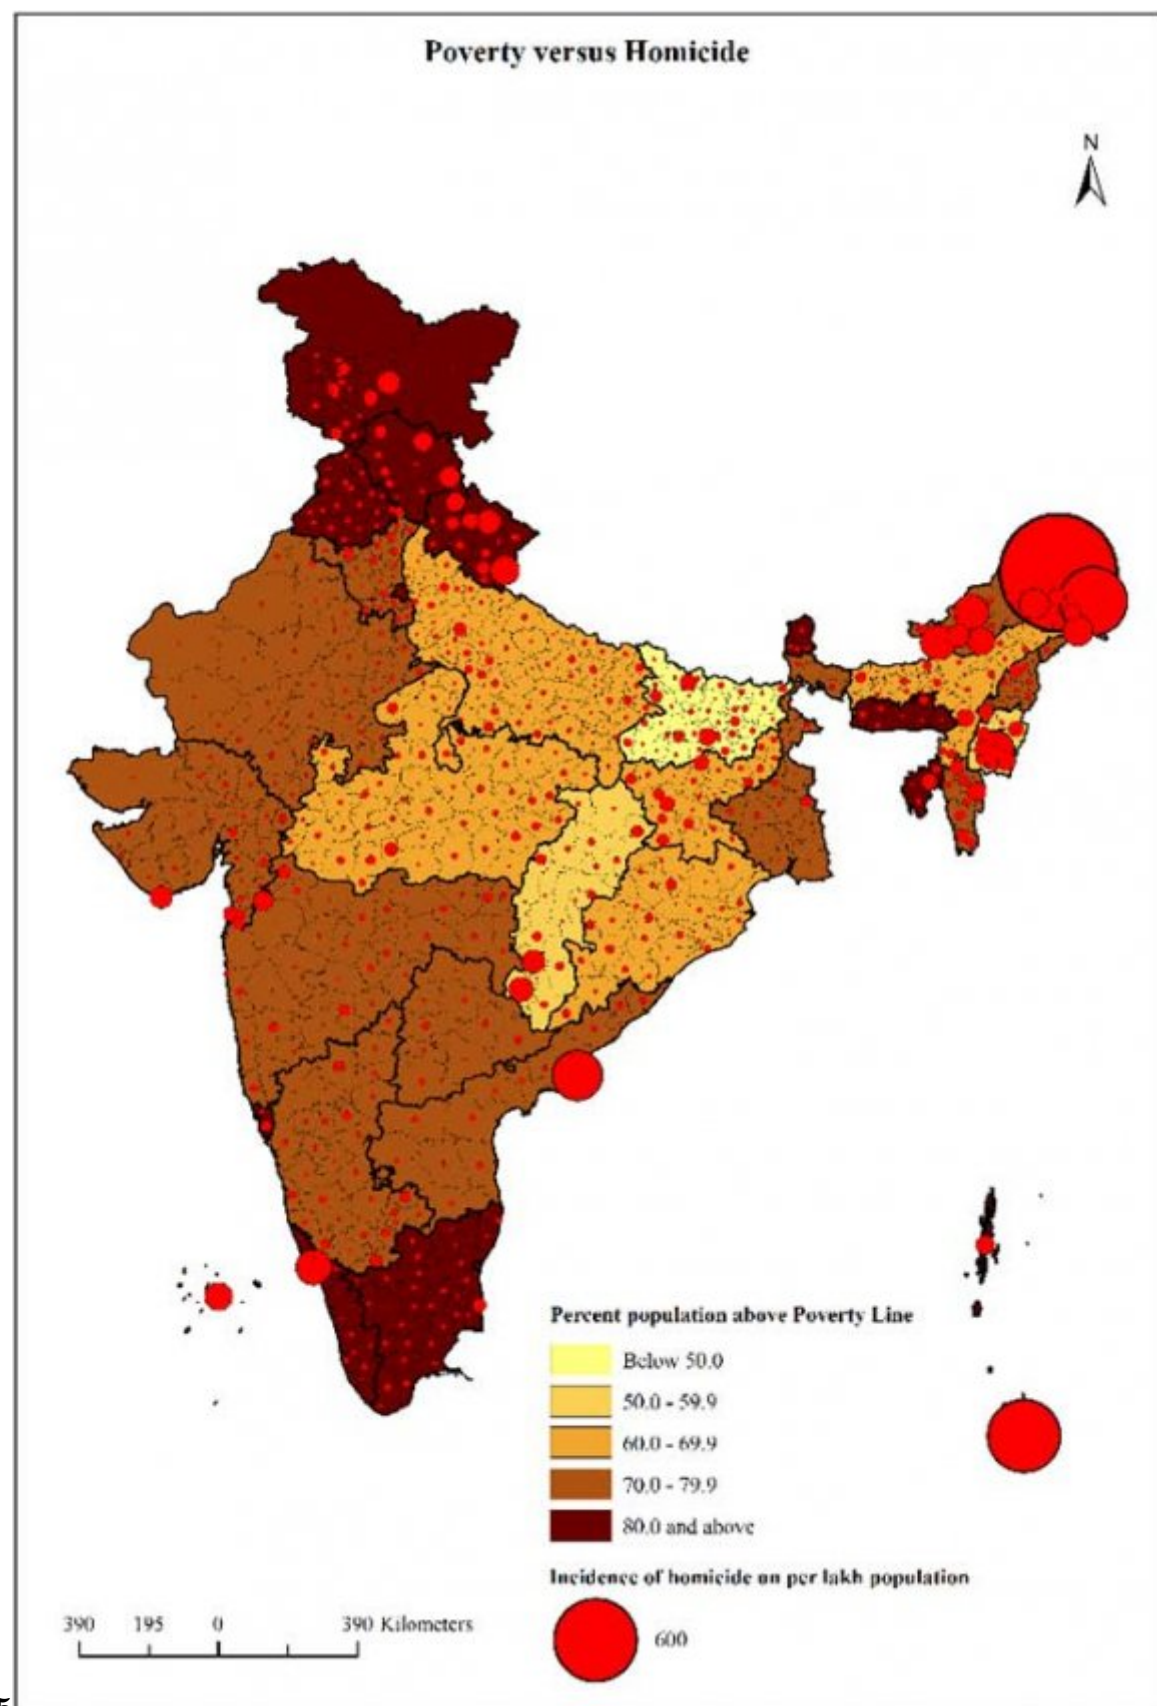 Poverty versus Homicide
N
Percent population above Poverty Line
Below 50.0
50.0 - 59.9
60.0 - 69.9
70.0 - 79.9
80.0 and above
Incidence of homicide on per lakh population
600
390 195 0 390 Kilometers